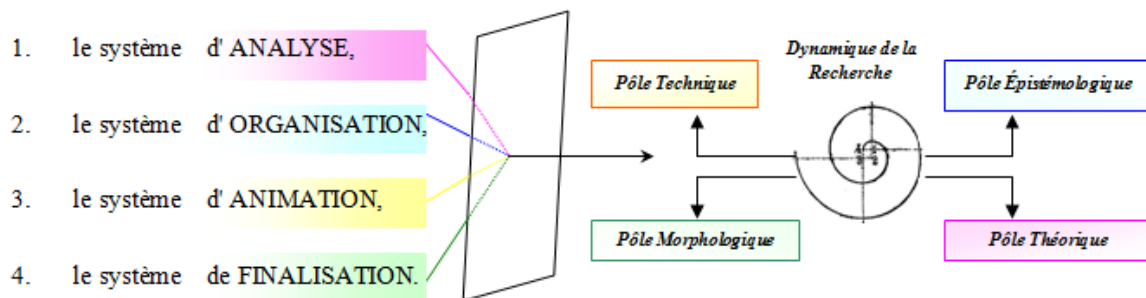 1. le système d' ANALYSE,
2. le système d' ORGANISATION,
3. le système d' ANIMATION,
4. le système de FINALISATION.
Dynamique de la
Recherche
Pôle Technique
Pôle Épistémologique
Pôle Morphologique
Pôle Théorique